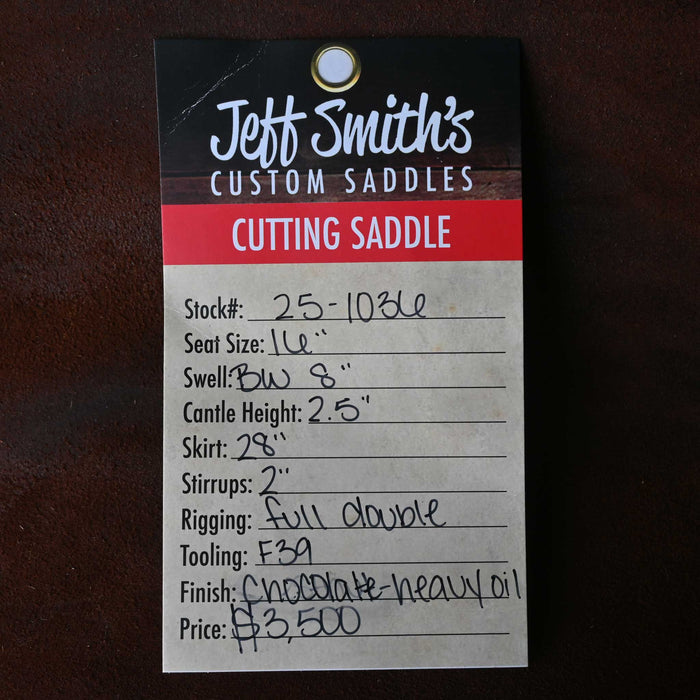 Jeff Smith's
CUSTOM SADDLES
CUTTING SADDLE
Stock#: 25-1036
Seat Size: 16"
Swell: BW 8"
Cantle Height: 2.5"
Skirt: 28"
Stirrups: 2"
Rigging: full double
Tooling: F39
Finish: Chocolate-heavy oil
Price: $3,500